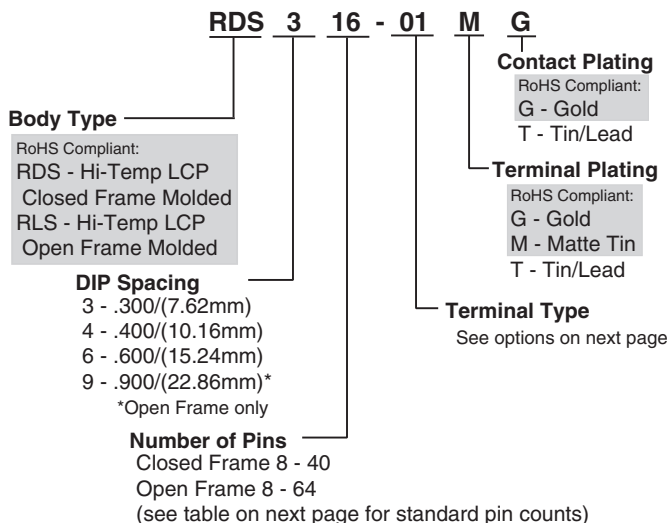 RDS 3 16 - 01 M G
Contact Plating
RoHS Compliant:
G - Gold
T - Tin/Lead
Body Type
RoHS Compliant:
RDS - Hi-Temp LCP
Closed Frame Molded
RLS - Hi-Temp LCP
Open Frame Molded
Terminal Plating
RoHS Compliant:
G - Gold
M - Matte Tin
T - Tin/Lead
DIP Spacing
3 - .300/(7.62mm)
4 - .400/(10.16mm)
6 - .600/(15.24mm)
9 - .900/(22.86mm)*
*Open Frame only
Terminal Type
See options on next page
Number of Pins
Closed Frame 8 - 40
Open Frame 8 - 64
(see table on next page for standard pin counts)